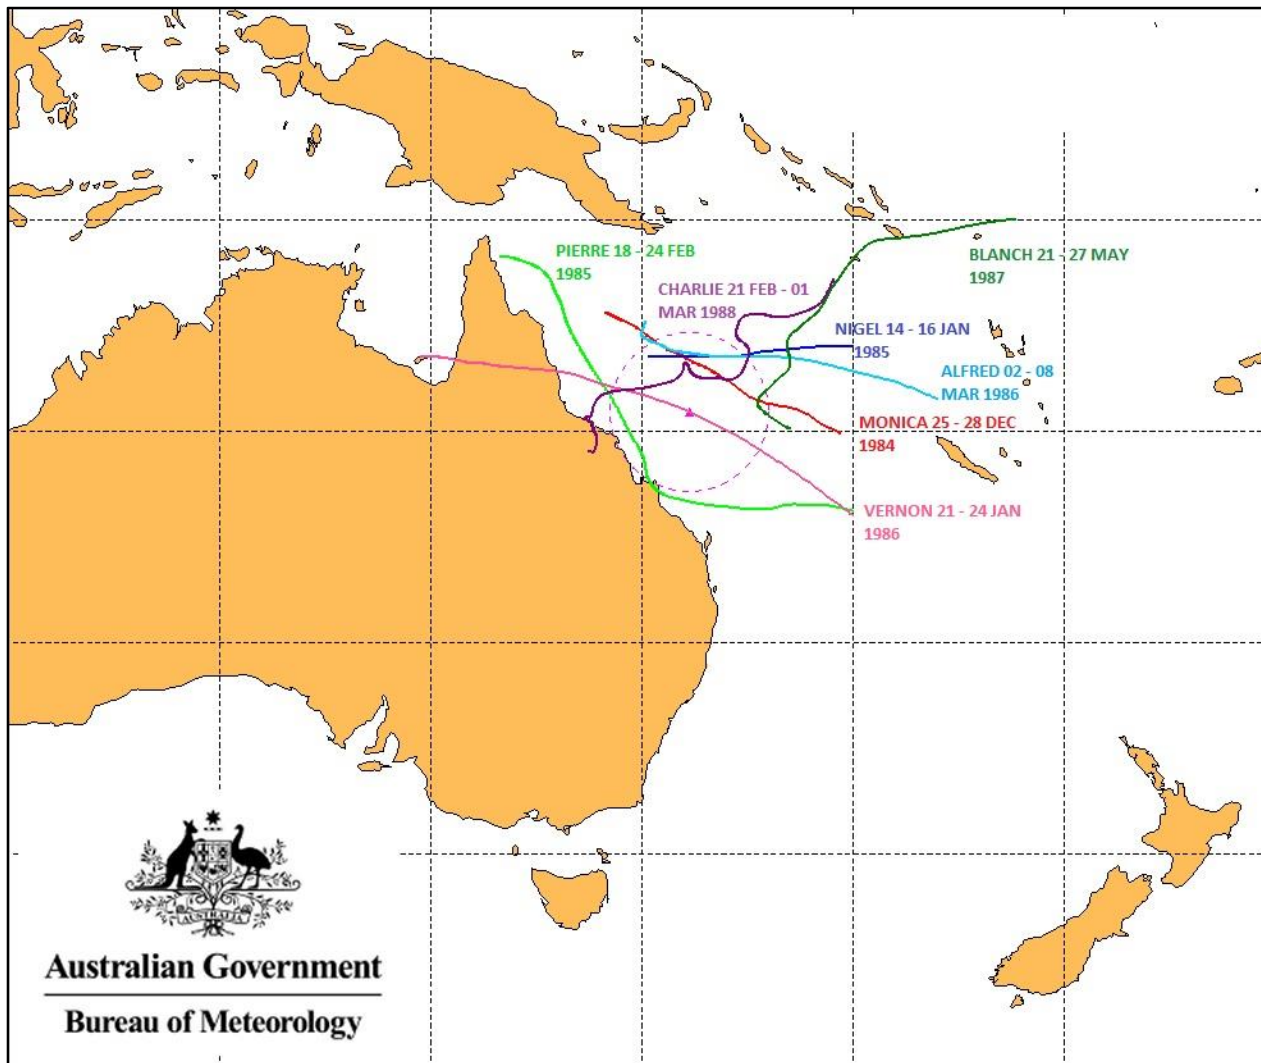 PIERRE 18 - 24 FEB
1985
BLANCH 21 - 27 MAY
1987
CHARLIE 21 FEB - 01
MAR 1988
NIGEL 14 - 16 JAN
1985
ALFRED 02 - 08
MAR 1986
MONICA 25 - 28 DEC
1984
VERNON 21 - 24 JAN
1986
AUSTRALIA
Australian Government
Bureau of Meteorology